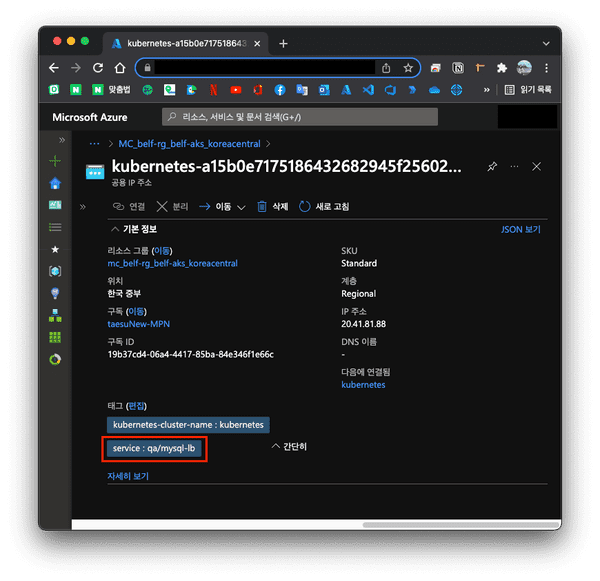 kubernetes-a15b0e717518643
맞춤법
읽기 목록
Microsoft Azure
리소스, 서비스 및 문서 검색(G+/)
MC_belf-rg_belf-aks_koreacentral
kubernetes-a15b0e7175186432682945f25602...
공용 IP 주소
연결
분리
이동
삭제
새로 고침
기본 정보
JSON 보기
리소스 그룹 (이동)
mc_belf-rg_belf-aks_koreacentral
위치
한국 중부
구독 (이동)
taesuNew-MPN
구독 ID
19b37cd4-06a4-4417-85ba-84e346f1e66c
SKU
Standard
계층
Regional
IP 주소
20.41.81.88
DNS 이름
-
다음에 연결됨
kubernetes
태그 (편집)
kubernetes-cluster-name : kubernetes
service : qa/mysql-lb
간단히
자세히 보기